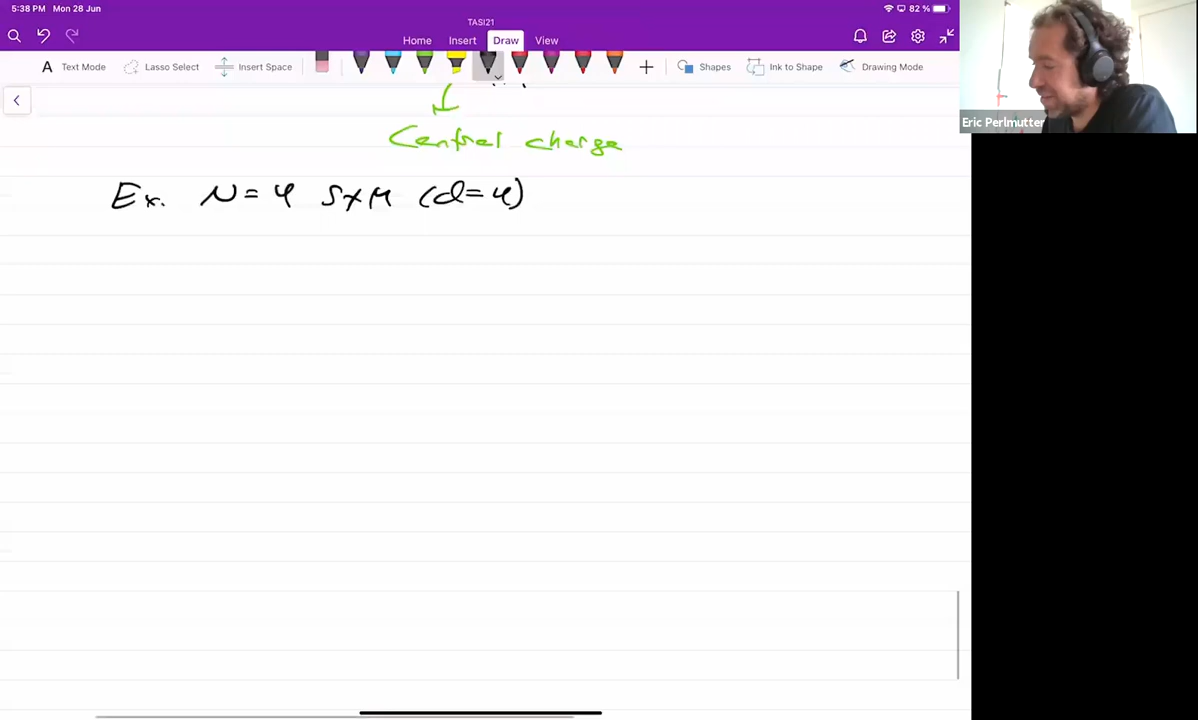 5:38 PM Mon 28 Jun
82 %
TASI21
Home Insert Draw View
Text Mode Lasso Select Insert Space Shapes Ink to Shape Drawing Mode
Eric Perlmutter
Central charge
Ex. N=4 SYM (d=4)